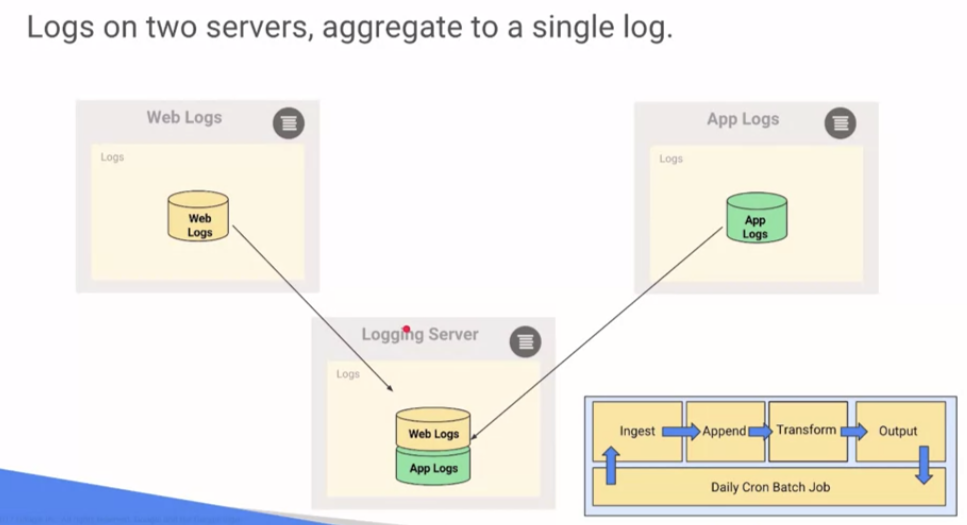 Logs on two servers, aggregate to a single log.
Web Logs
Logs
Web
Logs
App Logs
Logs
App
Logs
Logging Server
Logs
Web Logs
App Logs
Ingest
Append
Transform
Output
Daily Cron Batch Job